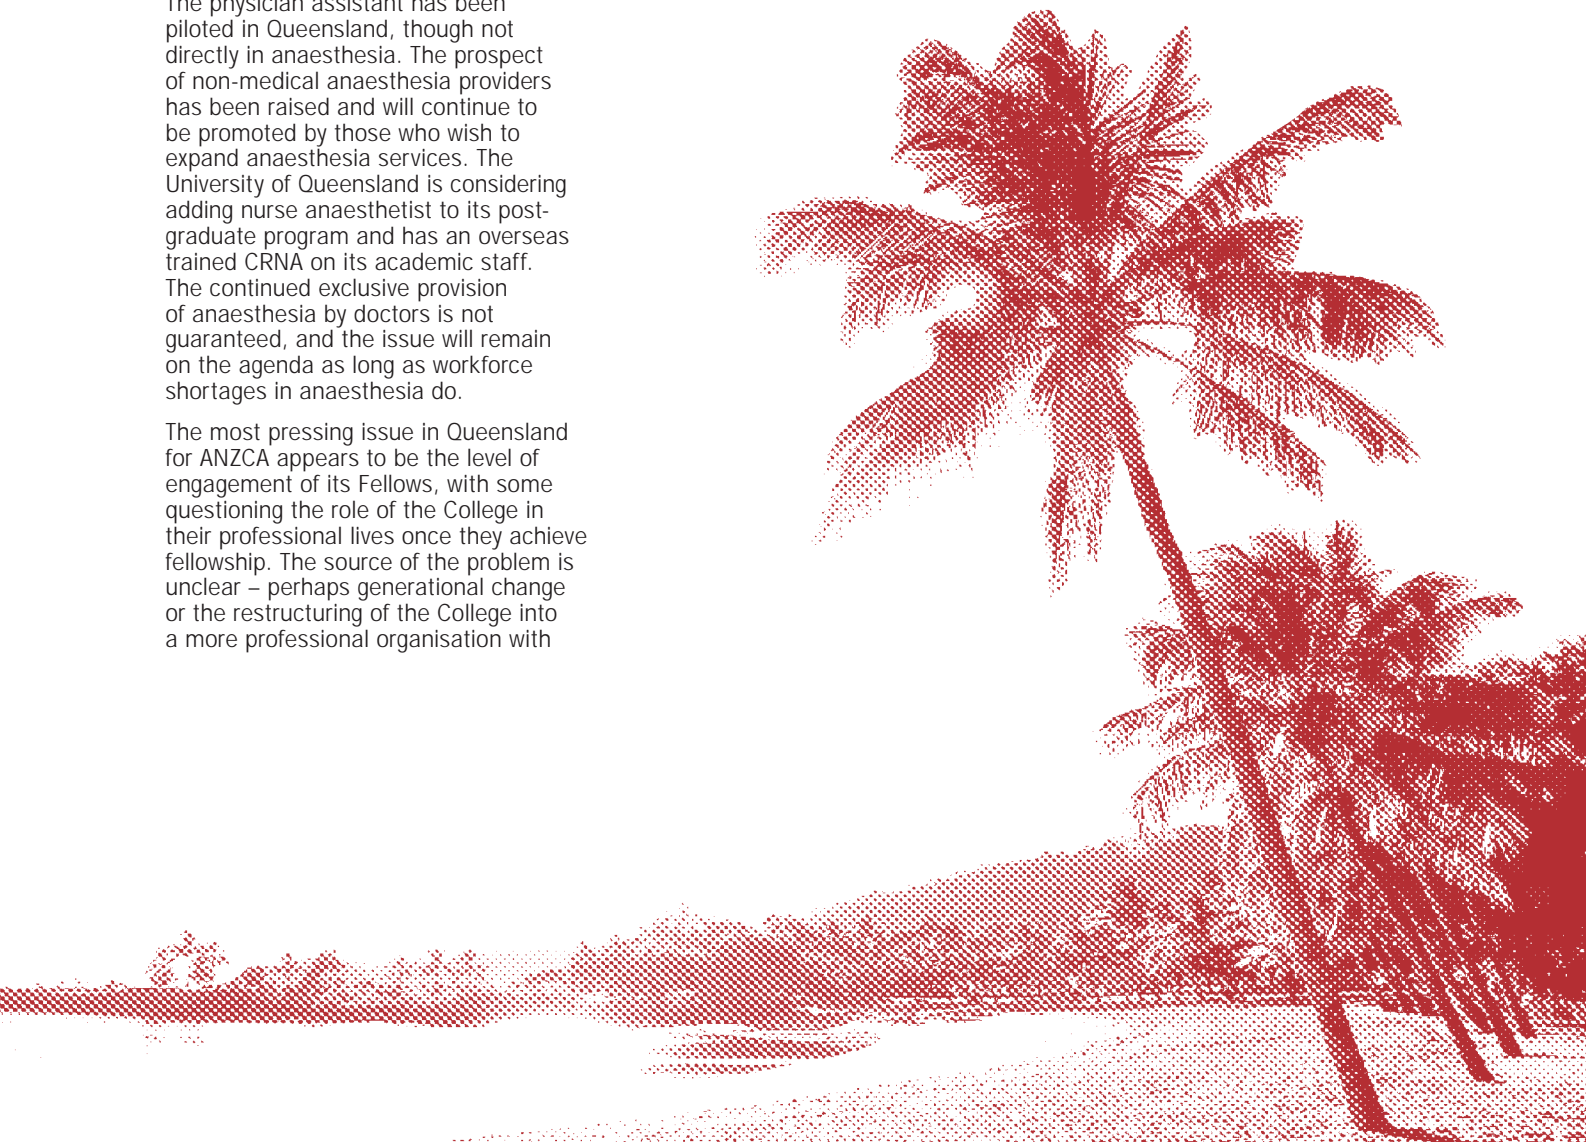 The physician assistant has been
piloted in Queensland, though not
directly in anaesthesia. The prospect
of non-medical anaesthesia providers
has been raised and will continue to
be promoted by those who wish to
expand anaesthesia services. The
University of Queensland is considering
adding nurse anaesthetist to its post-
graduate program and has an overseas
trained CRNA on its academic staff.
The continued exclusive provision
of anaesthesia by doctors is not
guaranteed, and the issue will remain
on the agenda as long as workforce
shortages in anaesthesia do.
The most pressing issue in Queensland
for ANZCA appears to be the level of
engagement of its Fellows, with some
questioning the role of the College in
their professional lives once they achieve
fellowship. The source of the problem is
unclear – perhaps generational change
or the restructuring of the College into
a more professional organisation with